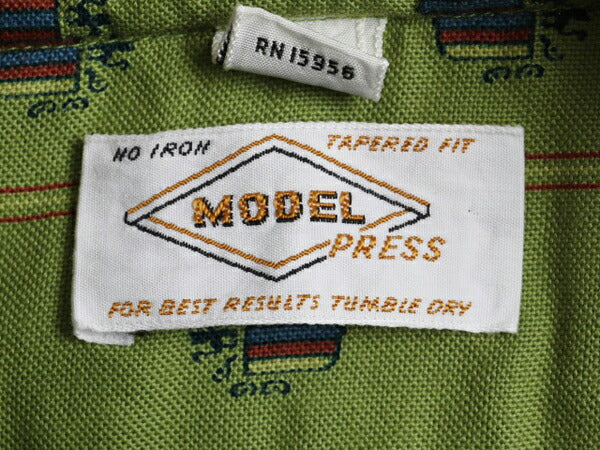 RN 15956
NO IRON
TAPERED FIT
MODEL
PRESS
FOR BEST RESULTS TUMBLE DRY